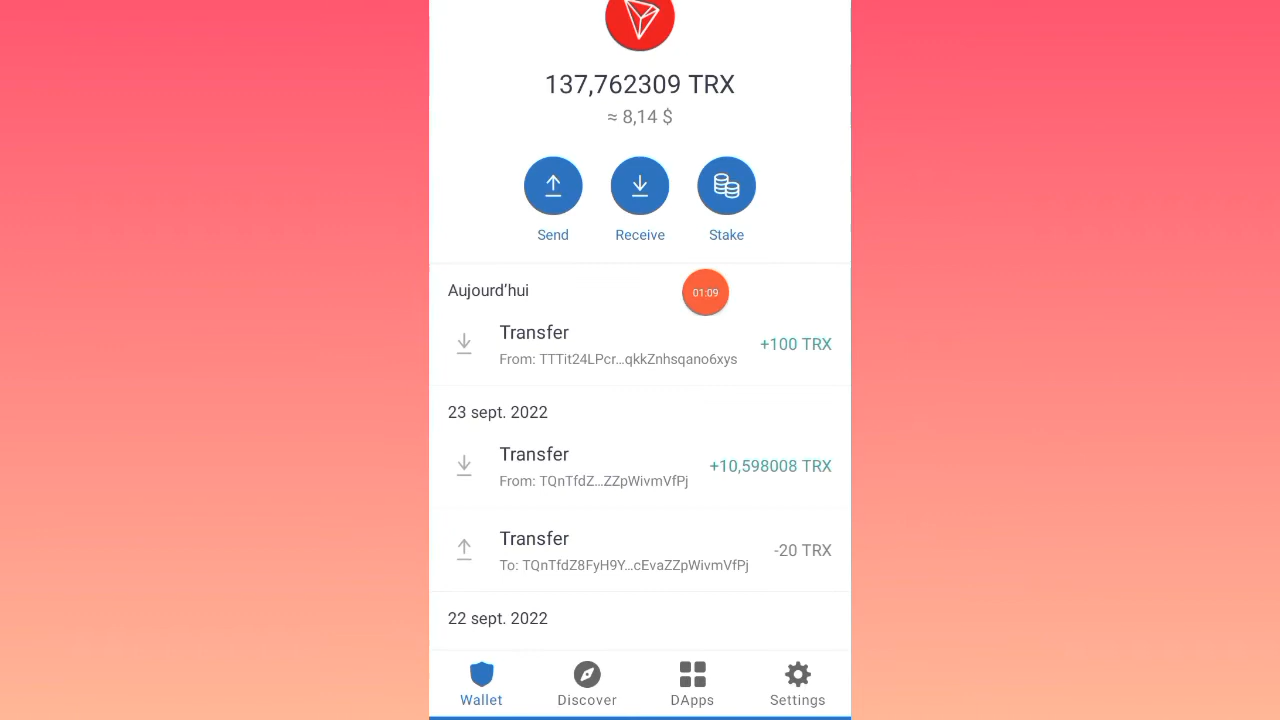 137,762309 TRX
≈ 8,14 $
Send
Receive
Stake
Aujourd’hui
01:09
Transfer
From: TTTit24LPcr...qkkZnhsqano6xys
+100 TRX
23 sept. 2022
Transfer
From: TQnTfdZ...ZZpWivmVfPj
+10,598008 TRX
Transfer
To: TQnTfdZ8FyH9Y...cEvaZZpWivmVfPj
-20 TRX
22 sept. 2022
Wallet
Discover
DApps
Settings